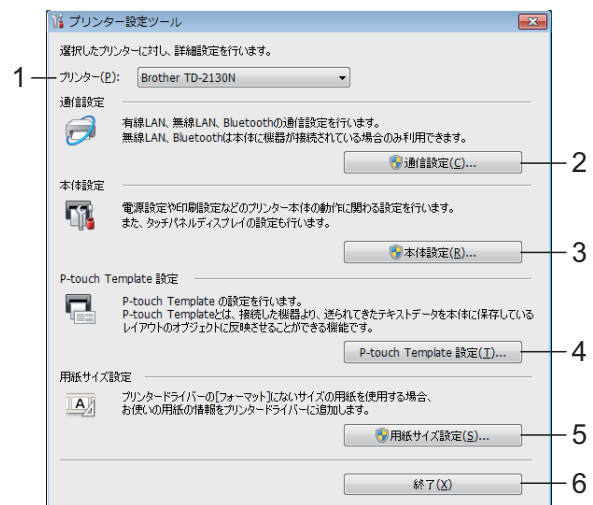 プリンター設定ツール
選択したプリンターに対し、詳細設定を行います。
1
プリンター(P):
Brother TD-2130N
通信設定
有線LAN、無線LAN、Bluetoothの通信設定を行います。
無線LAN、Bluetoothは本体に機器が接続されている場合のみ利用できます。
通信設定(C)...
2
本体設定
電源設定や印刷設定などのプリンター本体の動作に関わる設定を行います。
また、タッチパネルディスプレイの設定も行います。
本体設定(R)...
3
P-touch Template 設定
P-touch Template の設定を行います。
P-touch Templateとは、接続した機器より、送られてきたテキストデータを本体に保存している
レイアウトのオブジェクトに反映させることができる機能です。
P-touch Template 設定(T)...
4
用紙サイズ設定
A
プリンタードライバーの[フォーマット]にないサイズの用紙を使用する場合、
お使いの用紙の情報をプリンタードライバーに追加します。
用紙サイズ設定(S)...
5
終了(X)
6